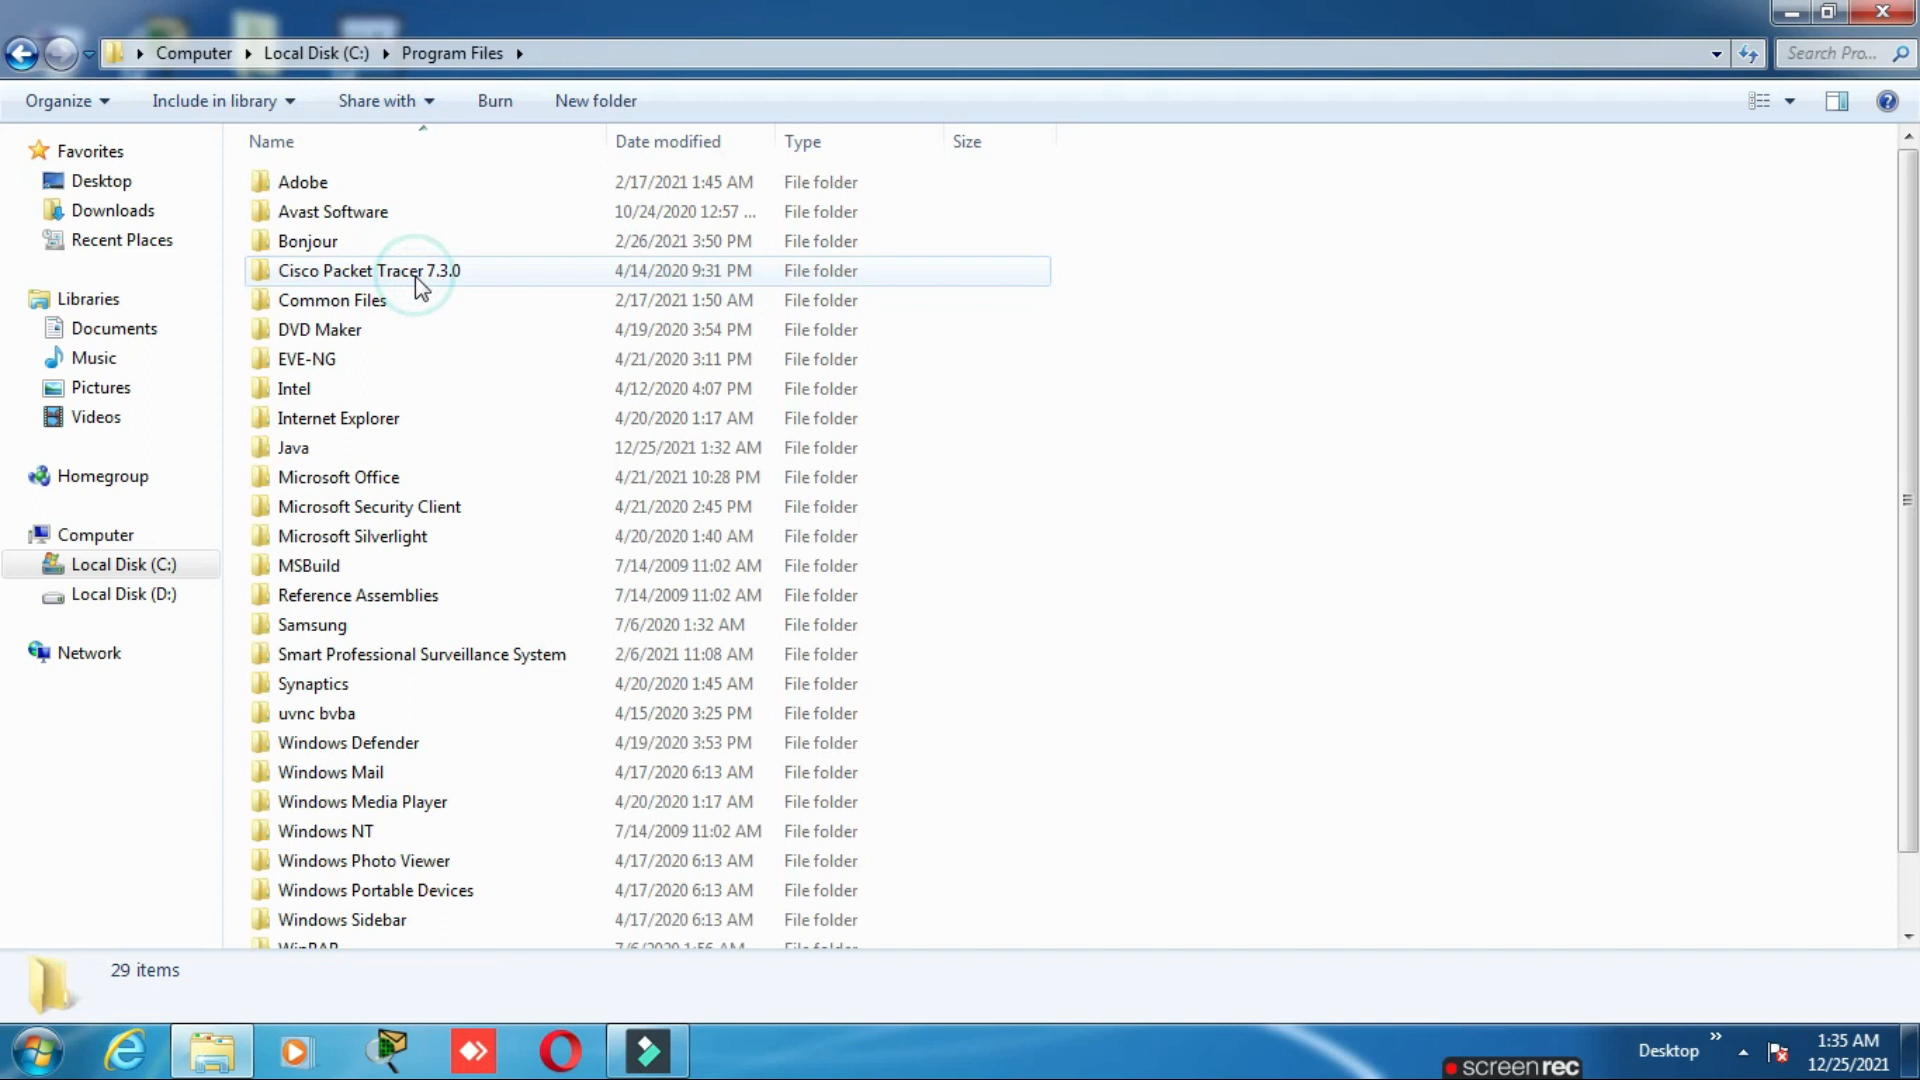 Computer Local Disk (C:) Program Files Search Pro...
Organize Include in library Share with Burn New folder
Name Date modified Type Size
Favorites
Desktop
Downloads
Recent Places
Libraries
Documents
Music
Pictures
Videos
Homegroup
Computer
Local Disk (C:)
Local Disk (D:)
Network
Adobe 2/17/2021 1:45 AM File folder
Avast Software 10/24/2020 12:57 ... File folder
Bonjour 2/26/2021 3:50 PM File folder
Cisco Packet Tracer 7.3.0 4/14/2020 9:31 PM File folder
Common Files 2/17/2021 1:50 AM File folder
DVD Maker 4/19/2020 3:54 PM File folder
EVE-NG 4/21/2020 3:11 PM File folder
Intel 4/12/2020 4:07 PM File folder
Internet Explorer 4/20/2020 1:17 AM File folder
Java 12/25/2021 1:32 AM File folder
Microsoft Office 4/21/2021 10:28 PM File folder
Microsoft Security Client 4/21/2020 2:45 PM File folder
Microsoft Silverlight 4/20/2020 1:40 AM File folder
MSBuild 7/14/2009 11:02 AM File folder
Reference Assemblies 7/14/2009 11:02 AM File folder
Samsung 7/6/2020 1:32 AM File folder
Smart Professional Surveillance System 2/6/2021 11:08 AM File folder
Synaptics 4/20/2020 1:45 AM File folder
uvnc bvba 4/15/2020 3:25 PM File folder
Windows Defender 4/19/2020 3:53 PM File folder
Windows Mail 4/17/2020 6:13 AM File folder
Windows Media Player 4/20/2020 1:17 AM File folder
Windows NT 7/14/2009 11:02 AM File folder
Windows Photo Viewer 4/17/2020 6:13 AM File folder
Windows Portable Devices 4/17/2020 6:13 AM File folder
Windows Sidebar 4/17/2020 6:13 AM File folder
WinRAR 7/6/2020 1:56 AM File folder
29 items
Desktop
1:35 AM
12/25/2021
screenrec